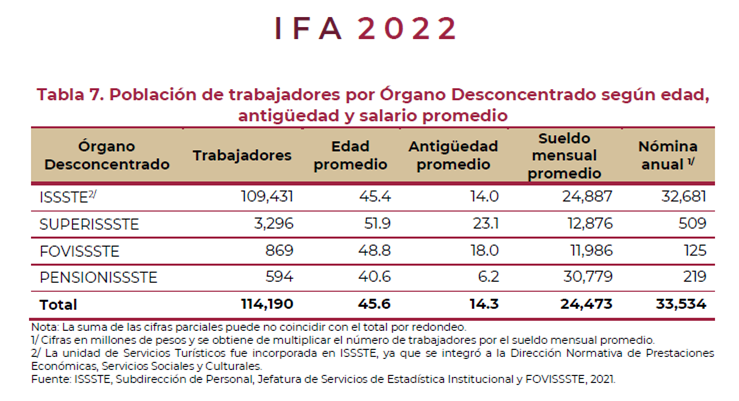 IFA 2022
Tabla 7. Población de trabajadores por Órgano Desconcentrado según edad,
antigüedad y salario promedio
Órgano Desconcentrado Trabajadores Edad promedio Antigüedad promedio Sueldo mensual promedio Nómina anual 1/
ISSSTE2/ 109,431 45.4 14.0 24,887 32,681
SUPERISSSTE 3,296 51.9 23.1 12,876 509
FOVISSSTE 869 48.8 18.0 11,986 125
PENSIONISSSTE 594 40.6 6.2 30,779 219
Total 114,190 45.6 14.3 24,473 33,534
Nota: La suma de las cifras parciales puede no coincidir con el total por redondeo.
1/ Cifras en millones de pesos y se obtiene de multiplicar el número de trabajadores por el sueldo mensual promedio.
2/ La unidad de Servicios Turísticos fue incorporada en ISSSTE, ya que se integró a la Dirección Normativa de Prestaciones
Económicas, Servicios Sociales y Culturales.
Fuente: ISSSTE, Subdirección de Personal, Jefatura de Servicios de Estadística Institucional y FOVISSSTE, 2021.